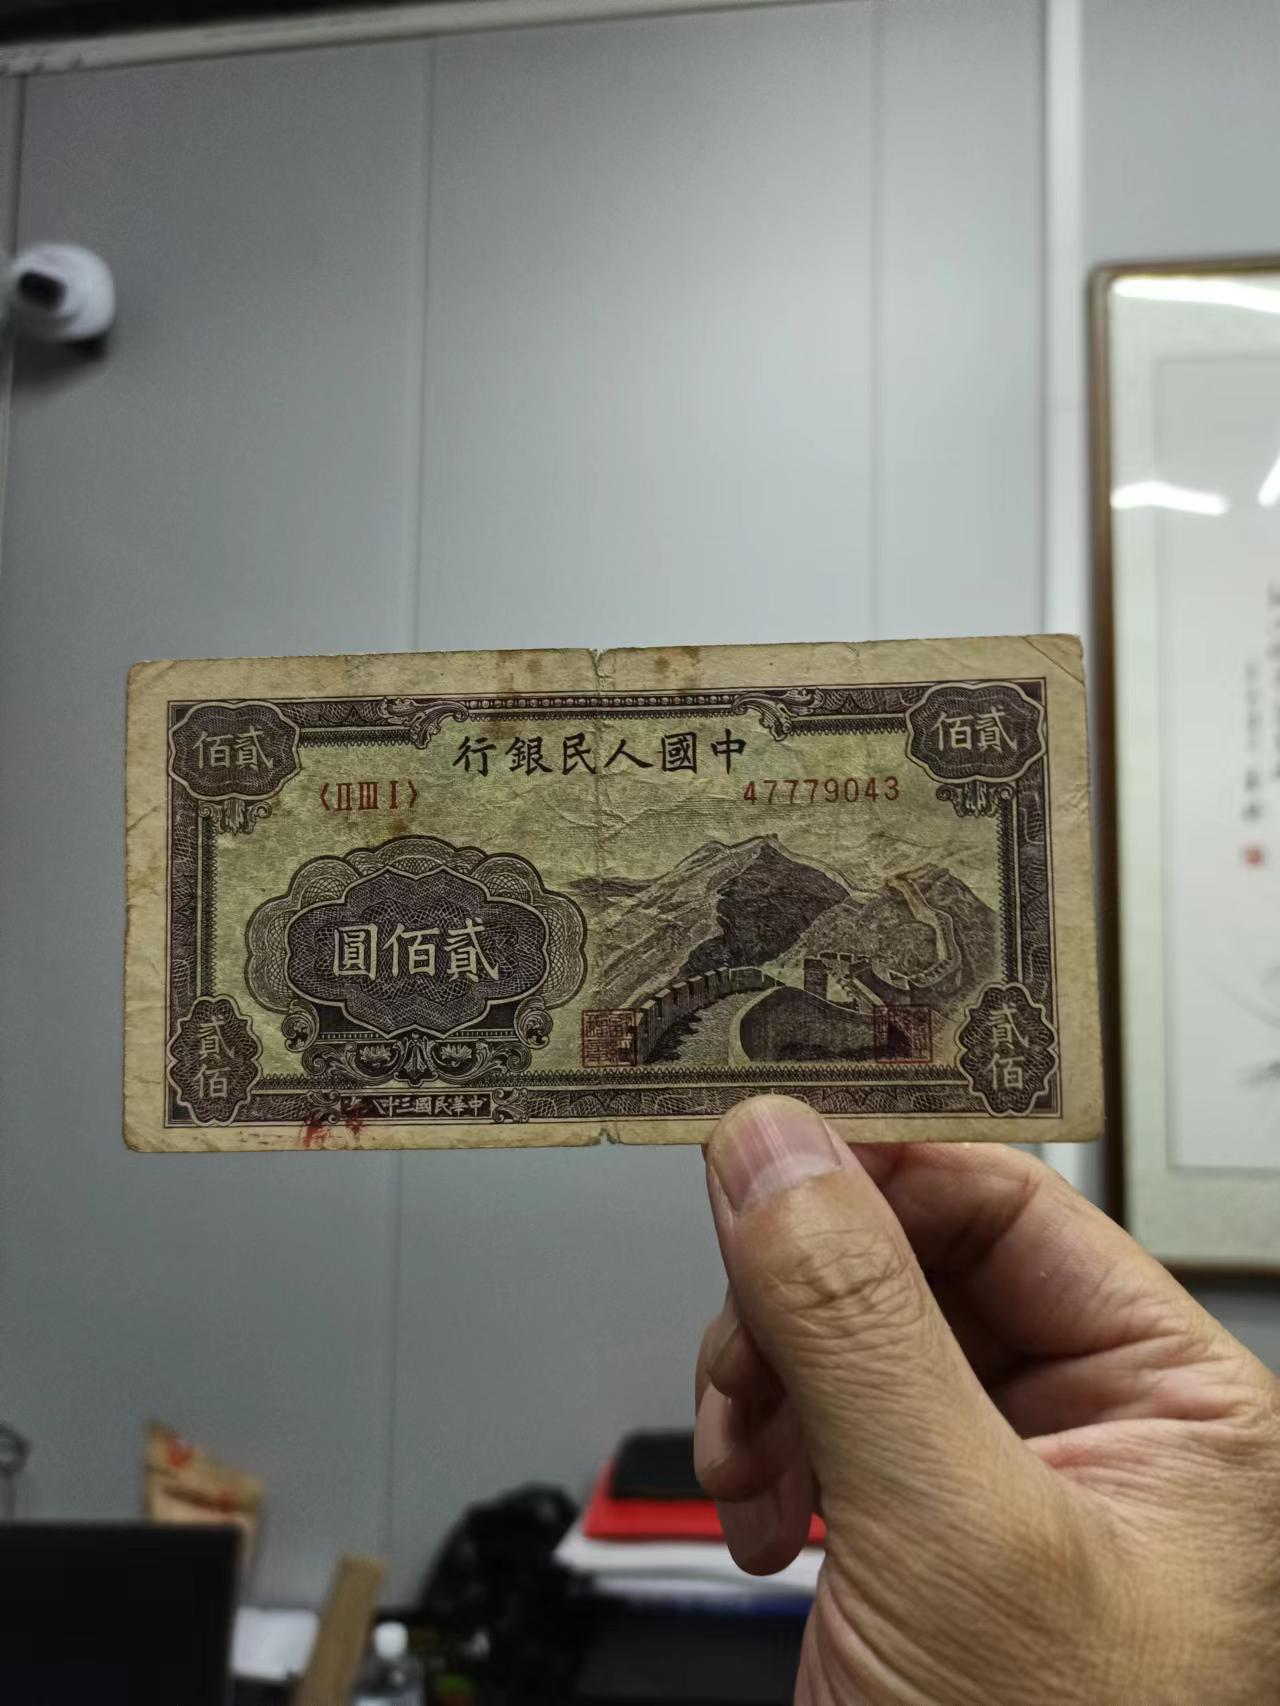 佰貳
行銀民人國中
佰貳
〈II III I〉
47779043
圓佰貳
貳佰
貳佰
年八十三國民華中